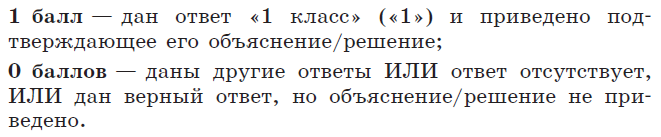 1 балл — дан ответ «1 класс» («1») и приведено под-
тверждающее его объяснение/решение;
0 баллов — даны другие ответы ИЛИ ответ отсутствует,
ИЛИ дан верный ответ, но объяснение/решение не при-
ведено.